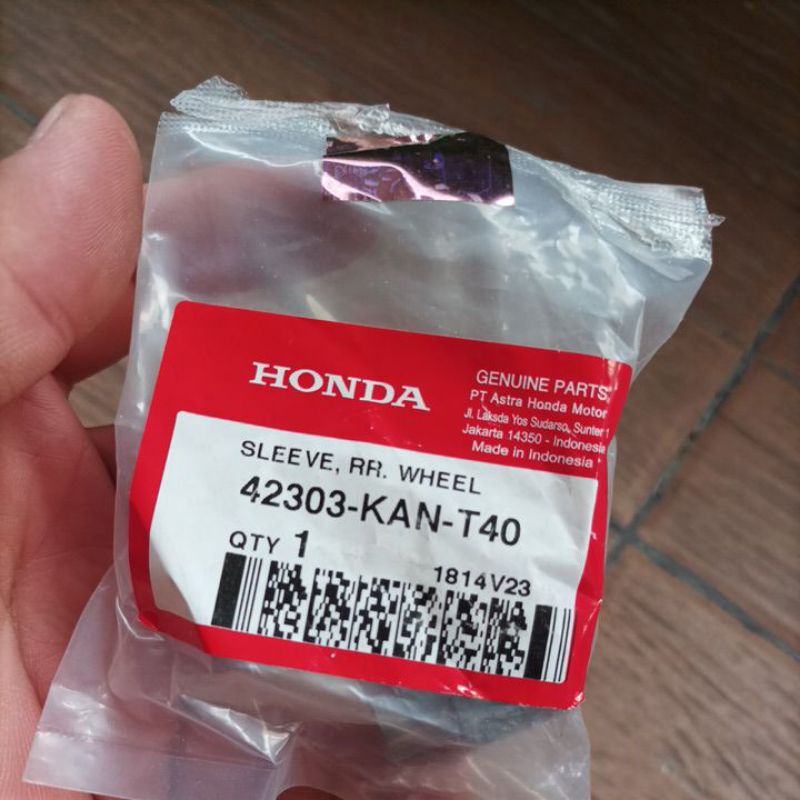 HONDA
GENUINE PARTS
PT Astra Honda Motor
Jl. Laksda Yos Sudarso, Sunter 1
Jakarta 14350 - Indonesia
Made in Indonesia
SLEEVE, RR. WHEEL
42303-KAN-T40
QTY 1
1814V23